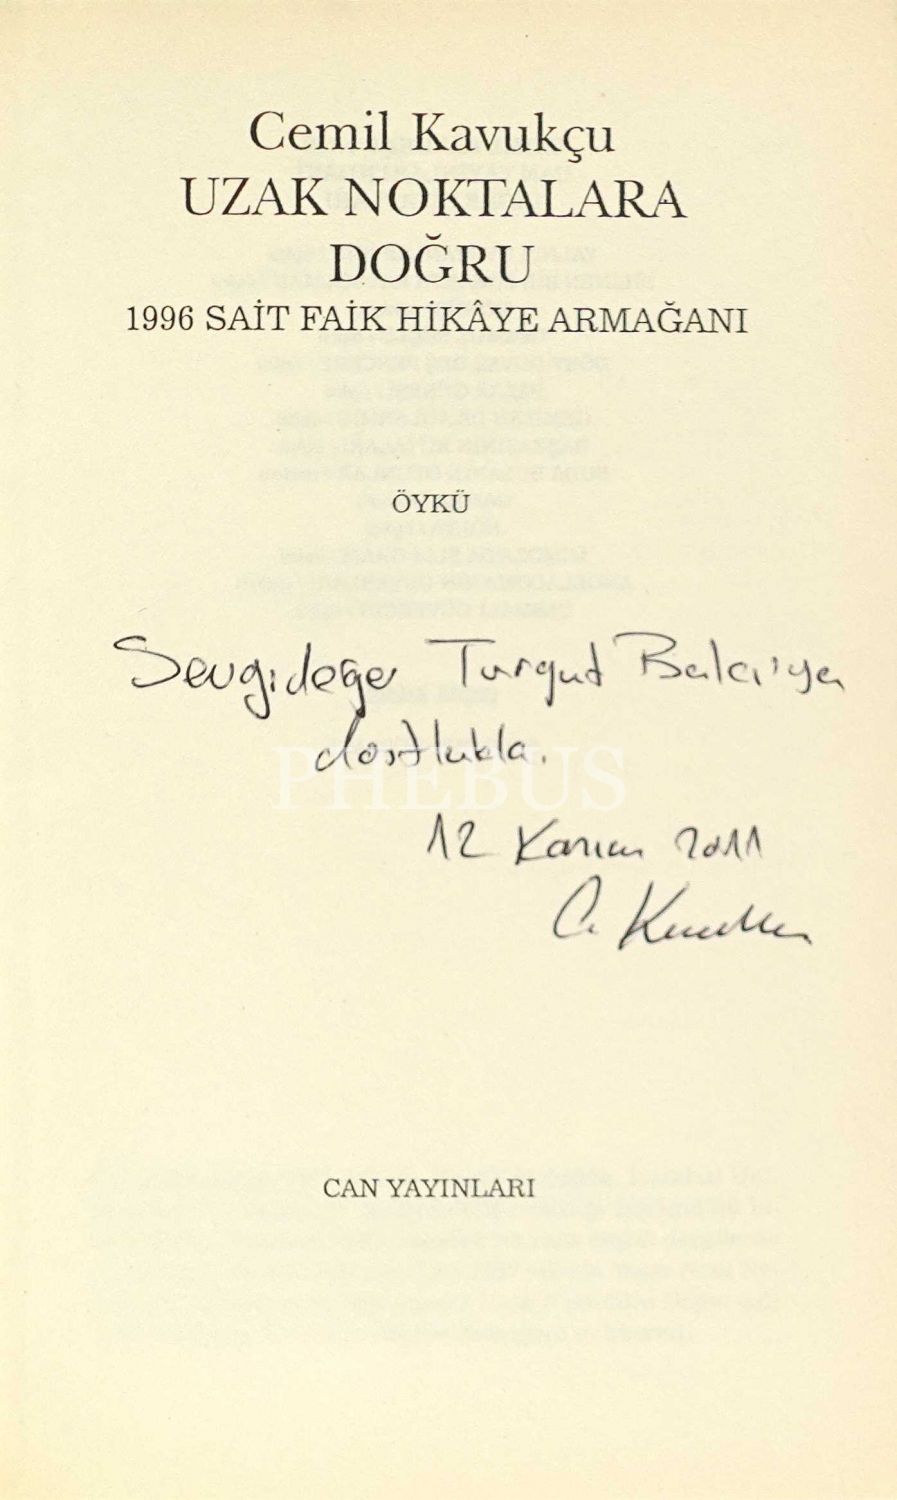 Cemil Kavukçu
UZAK NOKTALARA
DOĞRU
1996 SAİT FAİK HİKÂYE ARMAĞANI
ÖYKÜ
Sevgideğer Turgut Balcı'ya
dostlukla.
PHEBUS
12 Kasım 2011
C. Kavukçu
CAN YAYINLARI